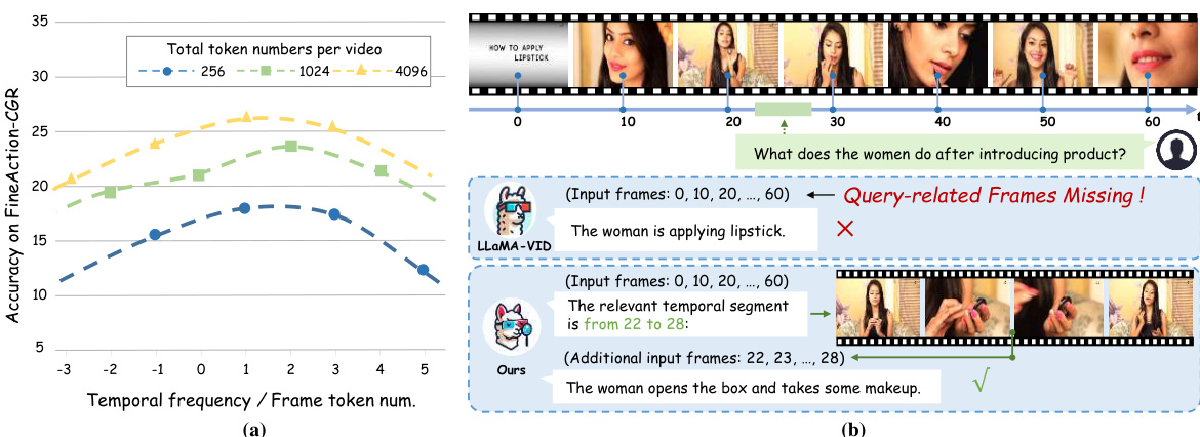 35
30
25
20
15
10
5
Accuracy on FineAction-CGR
Total token numbers per video
256
1024
4096
-3
-2
-1
0
1
2
3
4
5
Temporal frequency / Frame token num.
(a)
HOW TO APPLY
LIPSTICK
0
10
20
30
40
50
60
t
What does the women do after introducing product?
LLaMA-VID
(Input frames: 0, 10, 20, ..., 60)
Query-related Frames Missing !
The woman is applying lipstick.
Ours
(Input frames: 0, 10, 20, ..., 60)
The relevant temporal segment
is from 22 to 28:
(Additional input frames: 22, 23, ..., 28)
The woman opens the box and takes some makeup.
(b)